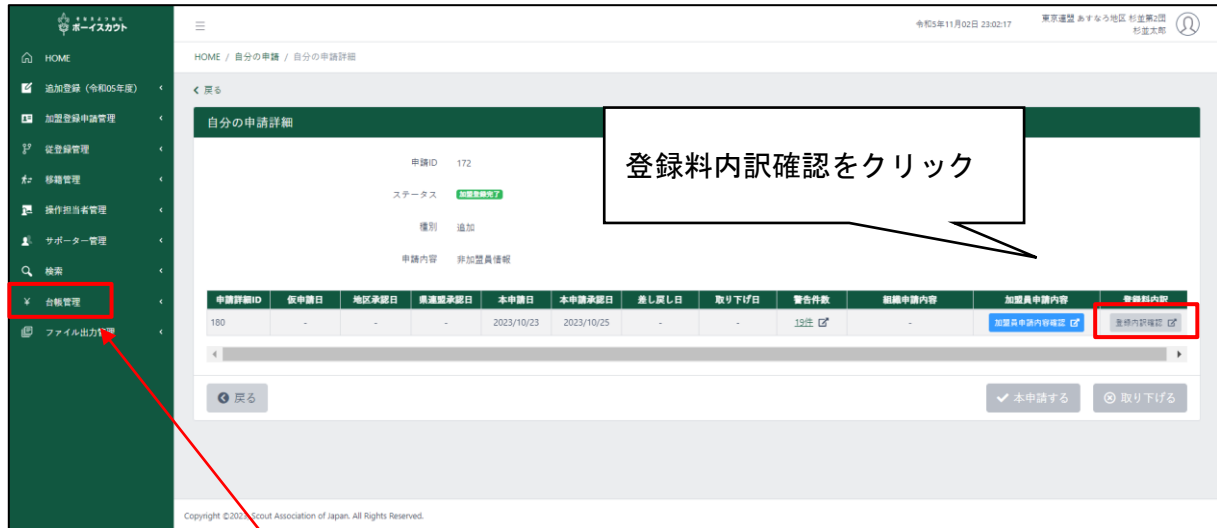 ボーイスカウト
令和5年11月02日 23:02:17
東京連盟 あすなろ地区 杉並第2団
杉並太郎
HOME
追加登録（令和05年度）
加盟登録申請管理
従登録管理
移籍管理
操作担当者管理
サポーター管理
検索
¥ 台帳管理
ファイル出力管理
HOME / 自分の申請 / 自分の申請詳細
戻る
自分の申請詳細
登録料内訳確認をクリック
申請ID 172
ステータス 加盟登録完了
種別 追加
申請内容 非加盟員情報
申請詳細ID 仮申請日 地区承認日 県連盟承認日 本申請日 本申請承認日 差し戻し日 取り下げ日 警告件数 組織申請内容 加盟員申請内容 登録料内訳
180 - - - 2023/10/23 2023/10/25 - - 19件 - 加盟員申請内容確認 登録内訳確認
戻る 本申請する 取り下げる
Copyright ©2023, Scout Association of Japan. All Rights Reserved.